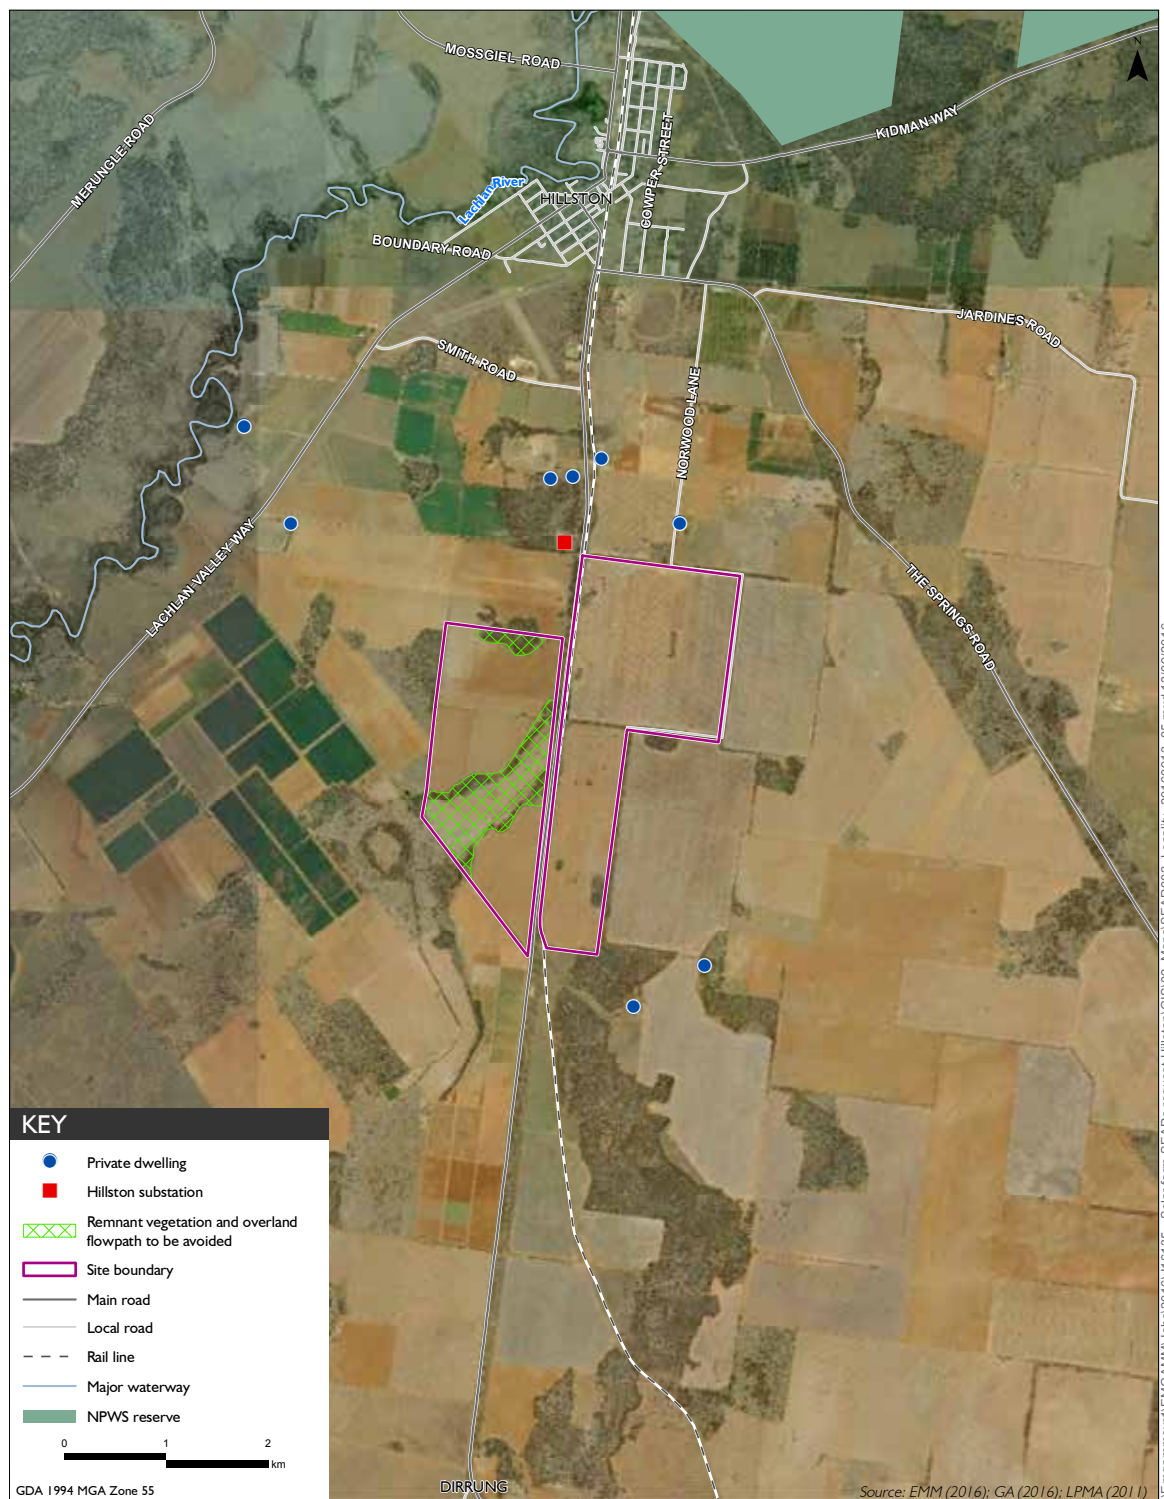 N
MOSSGIEL ROAD
MERUNGLE ROAD
KIDMAN WAY
COWPER STREET
Lachlan River
HILLSTON
BOUNDARY ROAD
JARDINES ROAD
SMITH ROAD
NORWOOD LANE
LACHLAN VALLEY WAY
THE SPRINGS ROAD
KEY
Private dwelling
Hillston substation
Remnant vegetation and overland
flowpath to be avoided
Site boundary
Main road
Local road
Rail line
Major waterway
NPWS reserve
0 1 2
km
GDA 1994 MGA Zone 55
DIRRUNG
Source: EMM (2016); GA (2016); LPMA (2011)